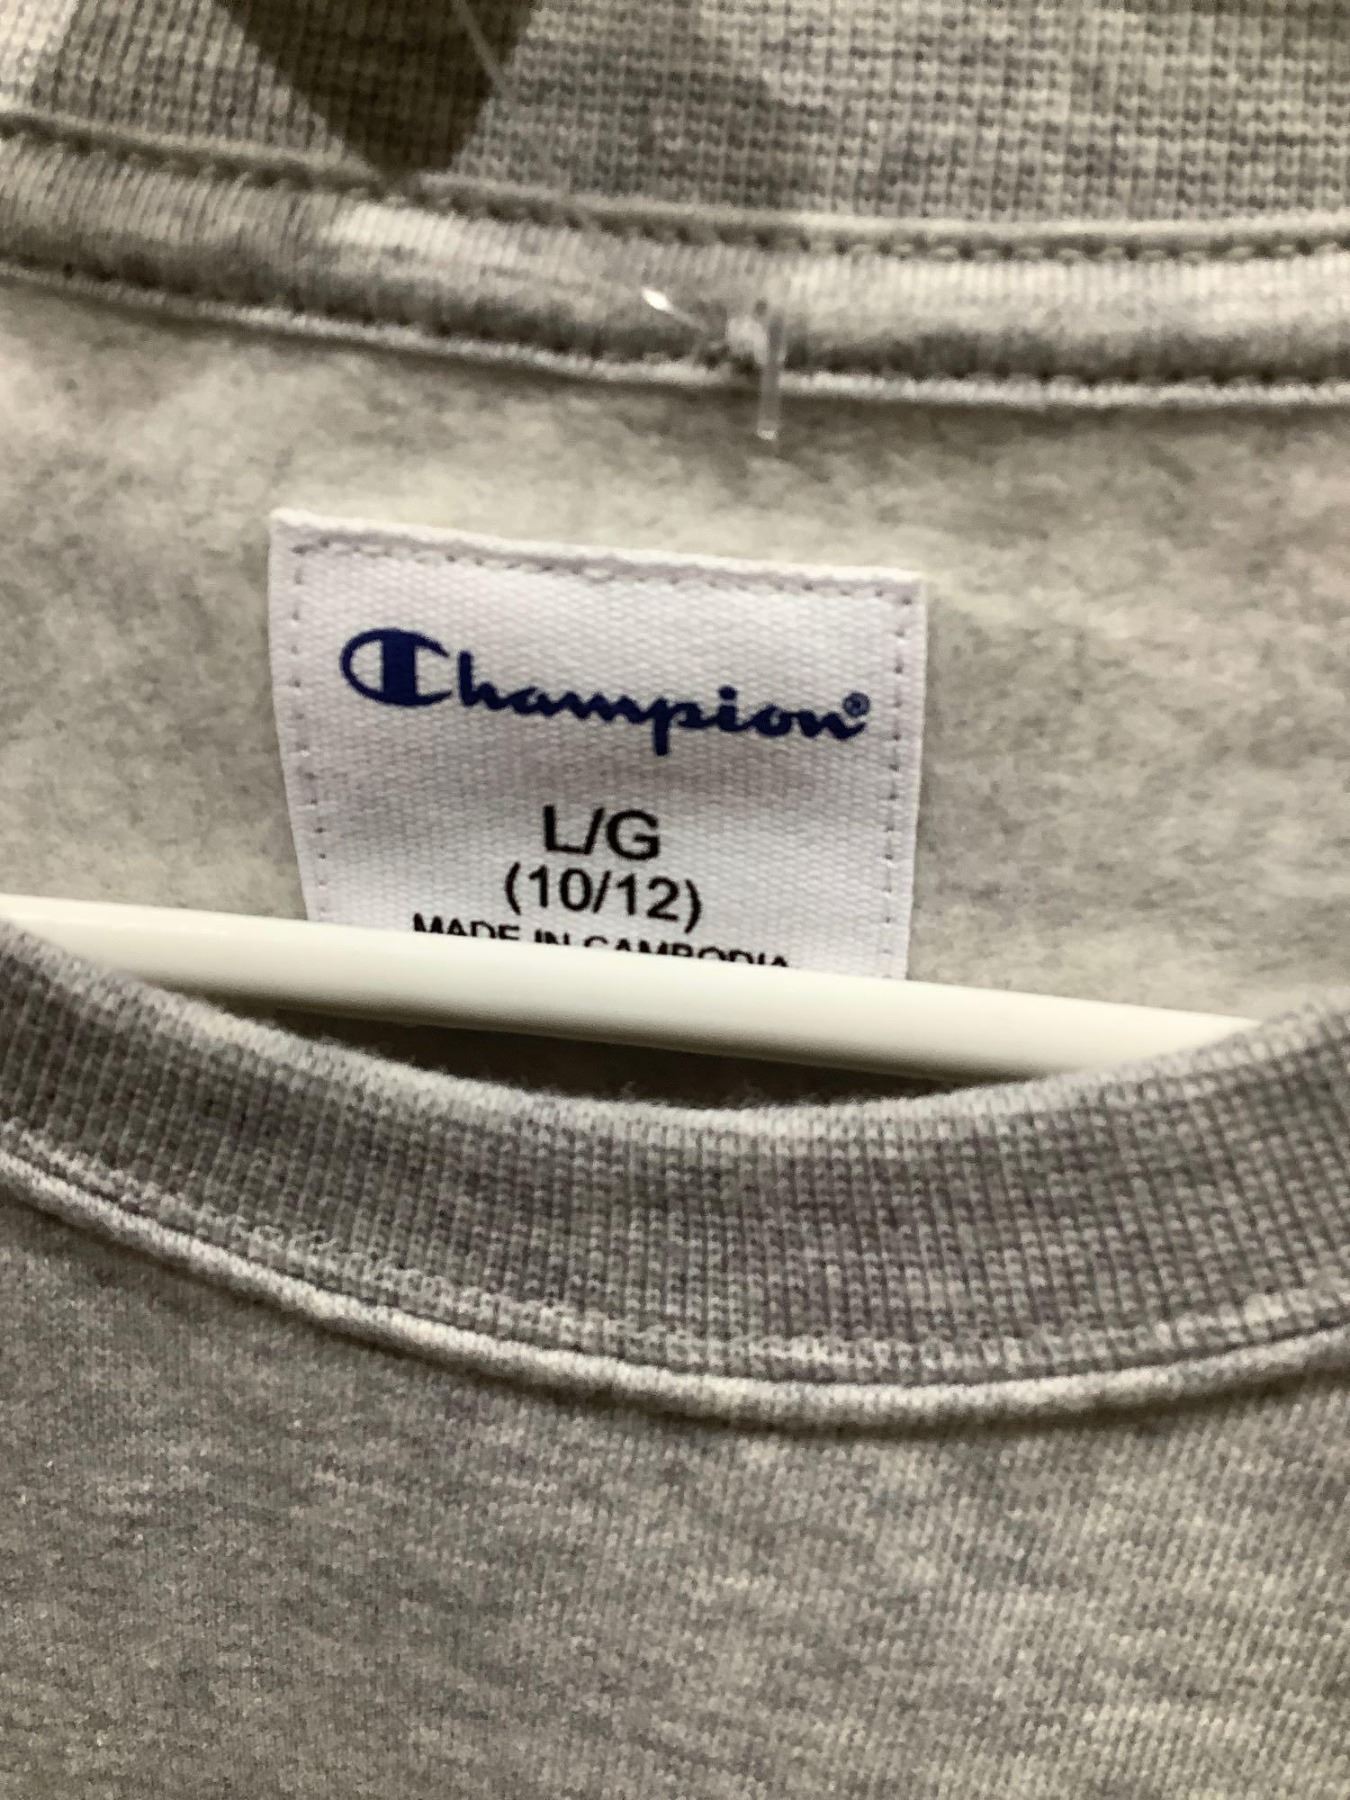 Champion®
L/G
(10/12)
MADE IN CAMBODIA